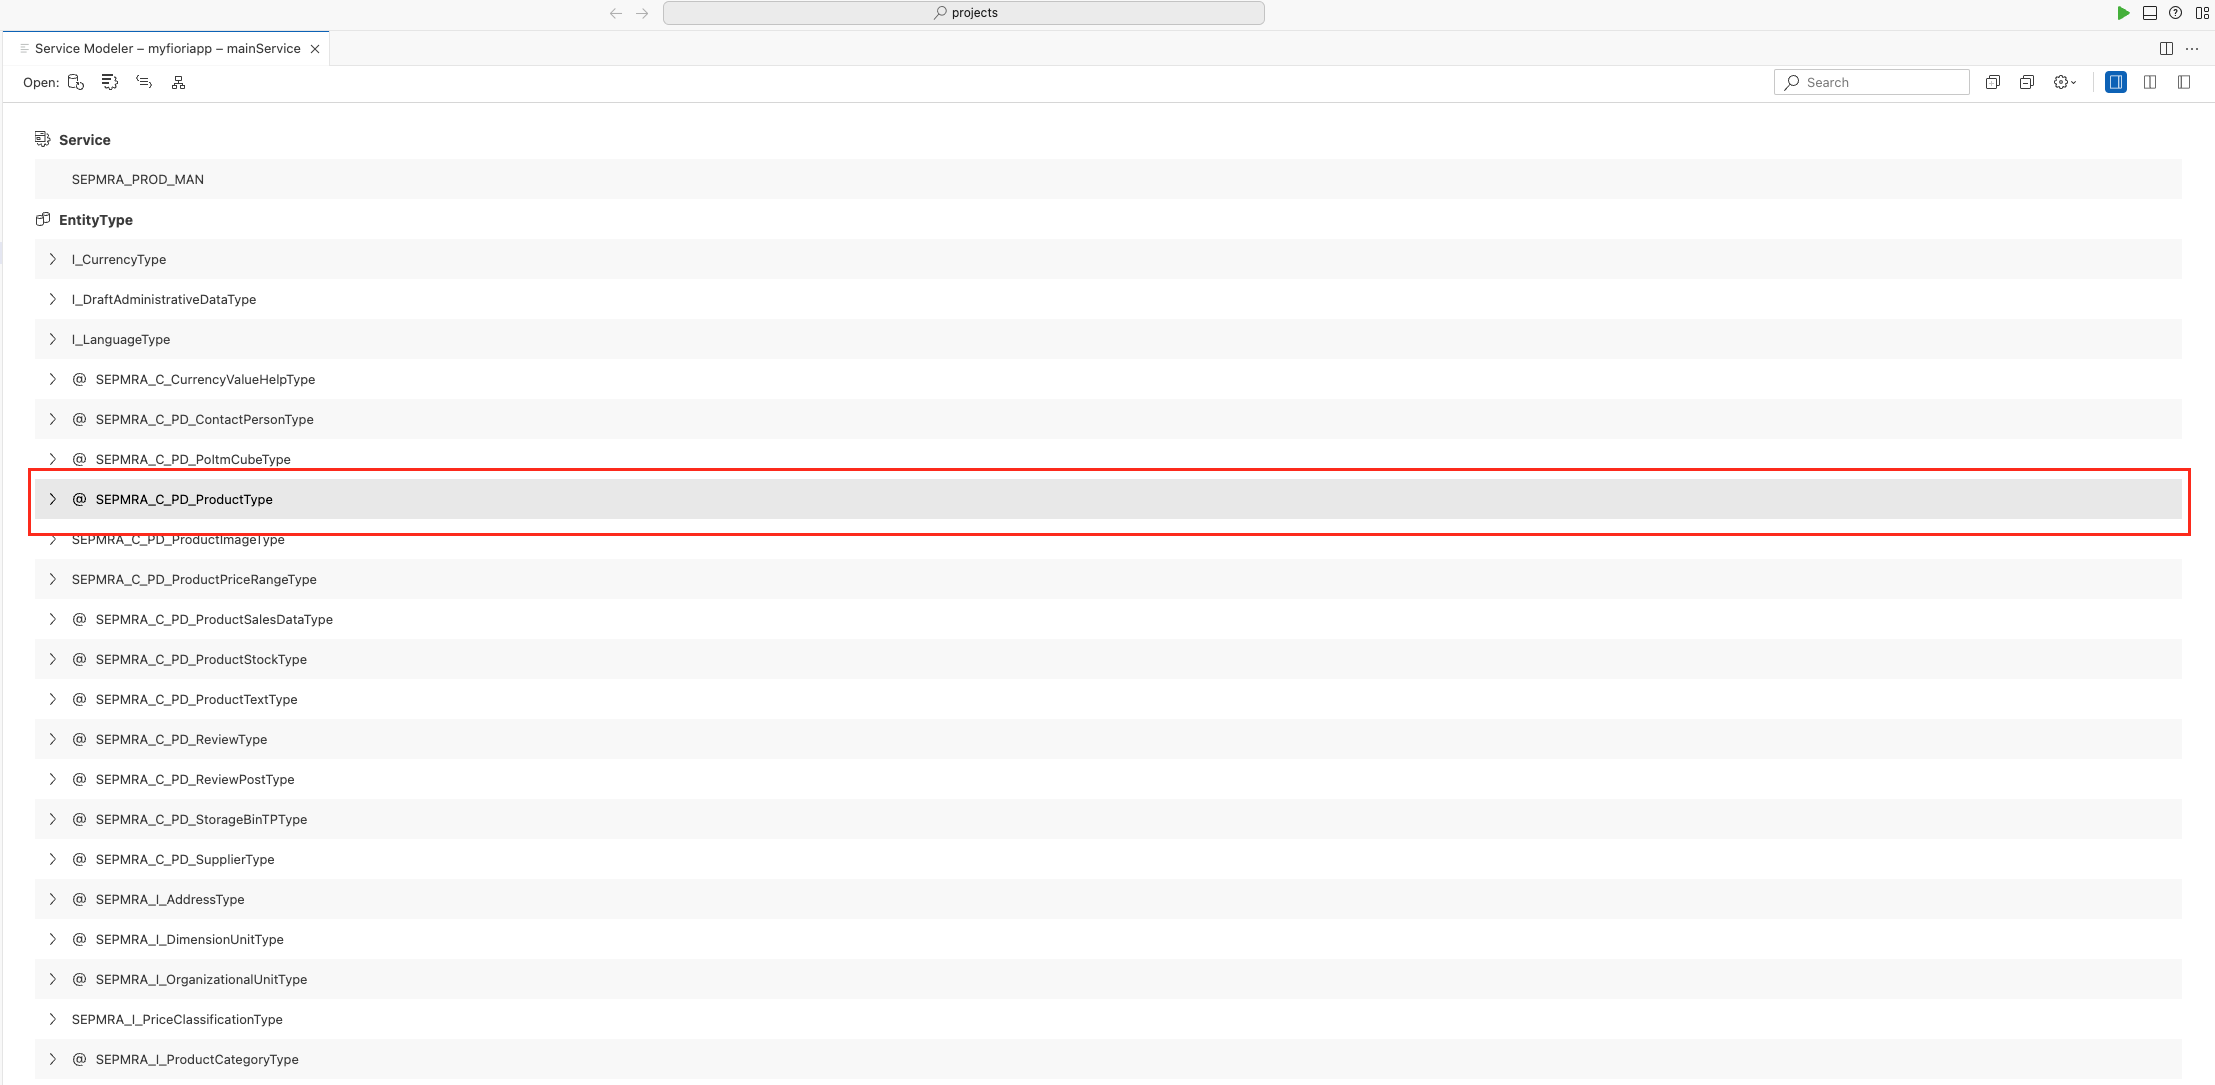 projects
Service Modeler – myfioriapp – mainService
Open:
Search
Service
SEPMRA_PROD_MAN
EntityType
I_CurrencyType
I_DraftAdministrativeDataType
I_LanguageType
@ SEPMRA_C_CurrencyValueHelpType
@ SEPMRA_C_PD_ContactPersonType
@ SEPMRA_C_PD_PoItmCubeType
@ SEPMRA_C_PD_ProductType
SEPMRA_C_PD_ProductImageType
SEPMRA_C_PD_ProductPriceRangeType
@ SEPMRA_C_PD_ProductSalesDataType
@ SEPMRA_C_PD_ProductStockType
@ SEPMRA_C_PD_ProductTextType
@ SEPMRA_C_PD_ReviewType
@ SEPMRA_C_PD_ReviewPostType
@ SEPMRA_C_PD_StorageBinTPType
@ SEPMRA_C_PD_SupplierType
@ SEPMRA_I_AddressType
@ SEPMRA_I_DimensionUnitType
@ SEPMRA_I_OrganizationalUnitType
SEPMRA_I_PriceClassificationType
@ SEPMRA_I_ProductCategoryType